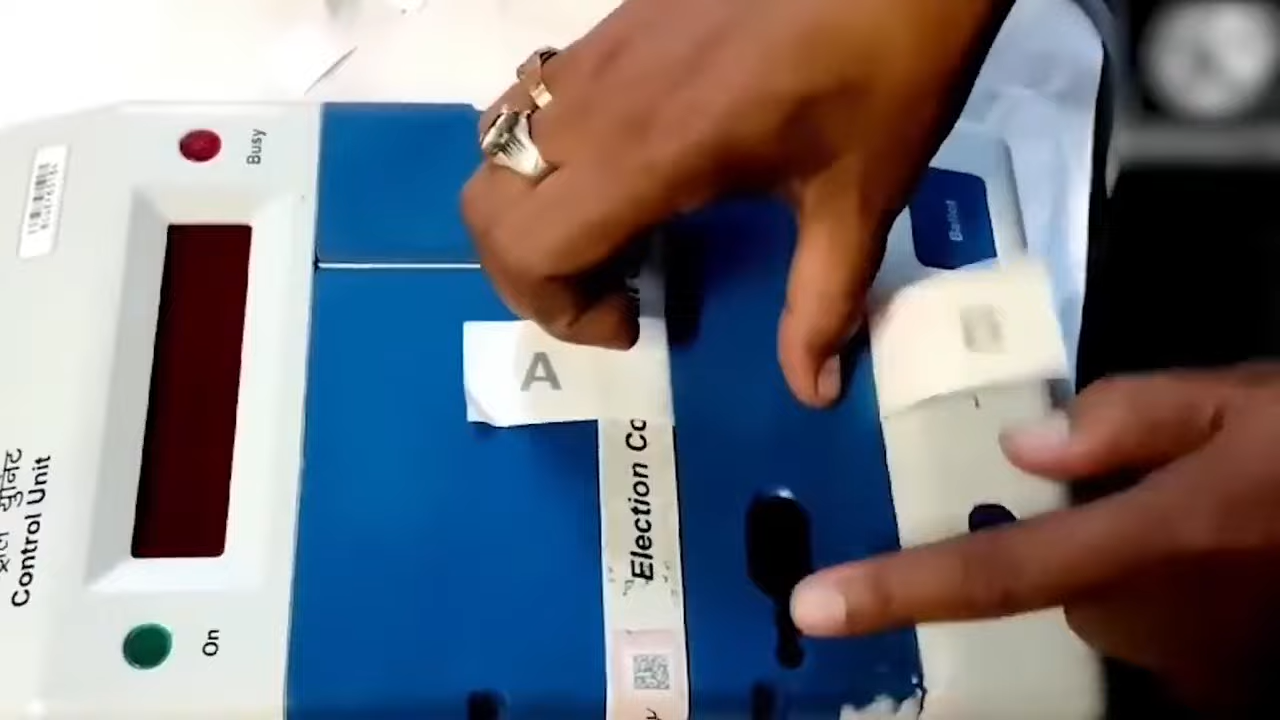 Busy
यूनिट
Control Unit
On
A
Election Co
Ballot